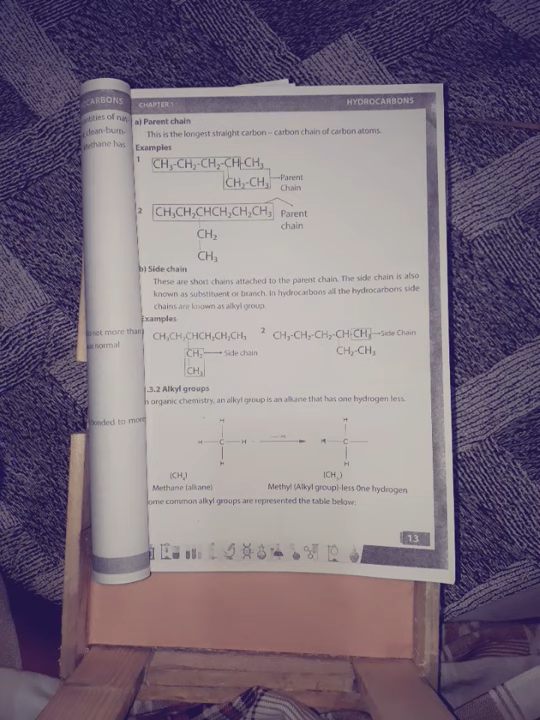 CARBONS
ntities of nat-
clean-burn-
Methane has
not more than
normal
bonded to more
CHAPTER 1 HYDROCARBONS
a) Parent chain
This is the longest straight carbon – carbon chain of carbon atoms.
Examples
1 CH₃-CH₂-CH₂-CH-CH₃
CH₂-CH₃ Parent
Chain
2 CH₃CH₂CHCH₂CH₂CH₃ Parent
chain
CH₂
CH₃
b) Side chain
These are short chains attached to the parent chain. The side chain is also
known as substituent or branch. In hydrocarbons all the hydrocarbons side
chains are known as alkyl group.
Examples
CH₃CH₂CHCH₂CH₂CH₃ 2 CH₃-CH₂-CH₂-CH-CH₃ Side Chain
CH₂ Side chain CH₂-CH₃
CH₃
.3.2 Alkyl groups
n organic chemistry, an alkyl group is an alkane that has one hydrogen less.
H H
H C H H C
H H
(CH₄) (CH₃)
Methane (alkane) Methyl (Alkyl group)-less One hydrogen
ome common alkyl groups are represented the table below:
13